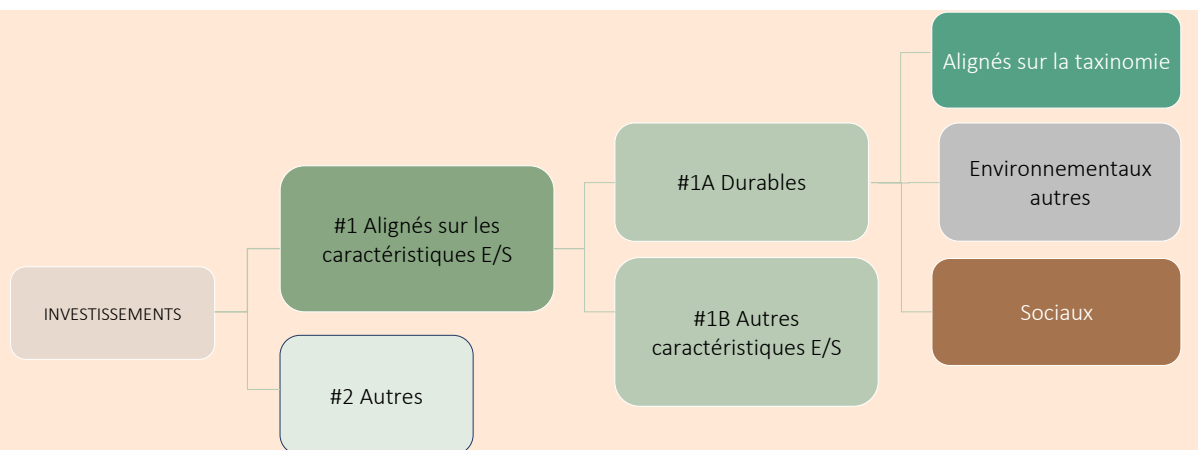 INVESTISSEMENTS
#1 Alignés sur les
caractéristiques E/S
#2 Autres
#1A Durables
#1B Autres
caractéristiques E/S
Alignés sur la taxinomie
Environnementaux
autres
Sociaux